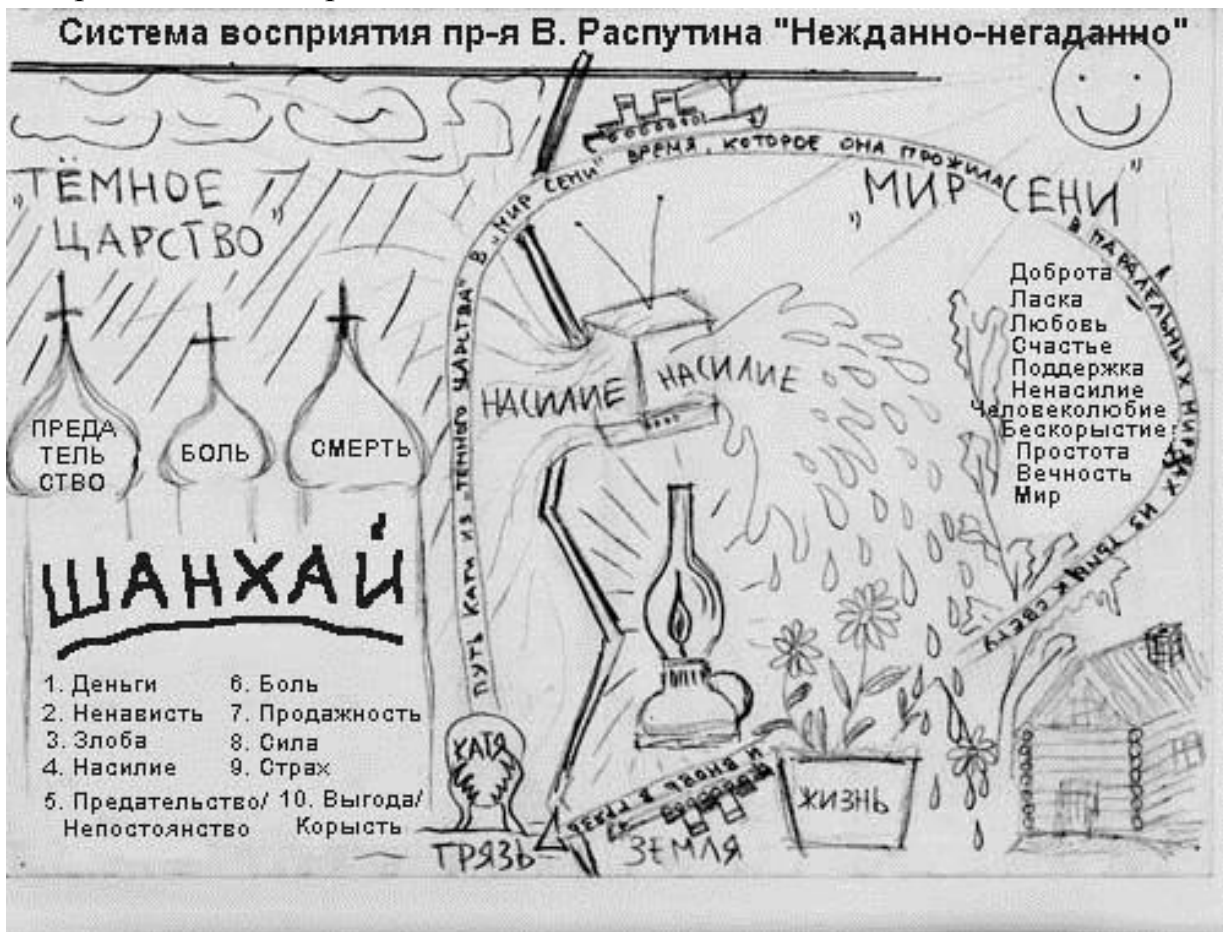 Система восприятия пр-я В. Распутина "Нежданно-негаданно"
"ТЁМНОЕ
ЦАРСТВО"
"МИР СЕНИ"
ПУТЬ КАТИ ИЗ "ТЕМНОГО ЦАРСТВА" В "МИР СЕНИ" ВРЕМЯ, КОТОРОЕ ОНА ПРОЖИЛА В ПАРАЛЕЛЬНЫХ МИРАХ ИЗ ТЬМЫ К СВЕТУ
Доброта
Ласка
Любовь
Счастье
Поддержка
Ненасилие
Человеколюбие
Бескорыстие
Простота
Вечность
Мир
НАСИЛИЕ
НАСИЛИЕ
ПРЕДА
ТЕЛЬ
СТВО
БОЛЬ
СМЕРТЬ
ШАНХАЙ
1. Деньги
2. Ненависть
3. Злоба
4. Насилие
5. Предательство/
Непостоянство
6. Боль
7. Продажность
8. Сила
9. Страх
10. Выгода/
Корысть
КАТЯ
ГРЯЗЬ
И ВНОВЬ В ГРЯЗЬ
ЗЕМЛЯ
ЖИЗНЬ